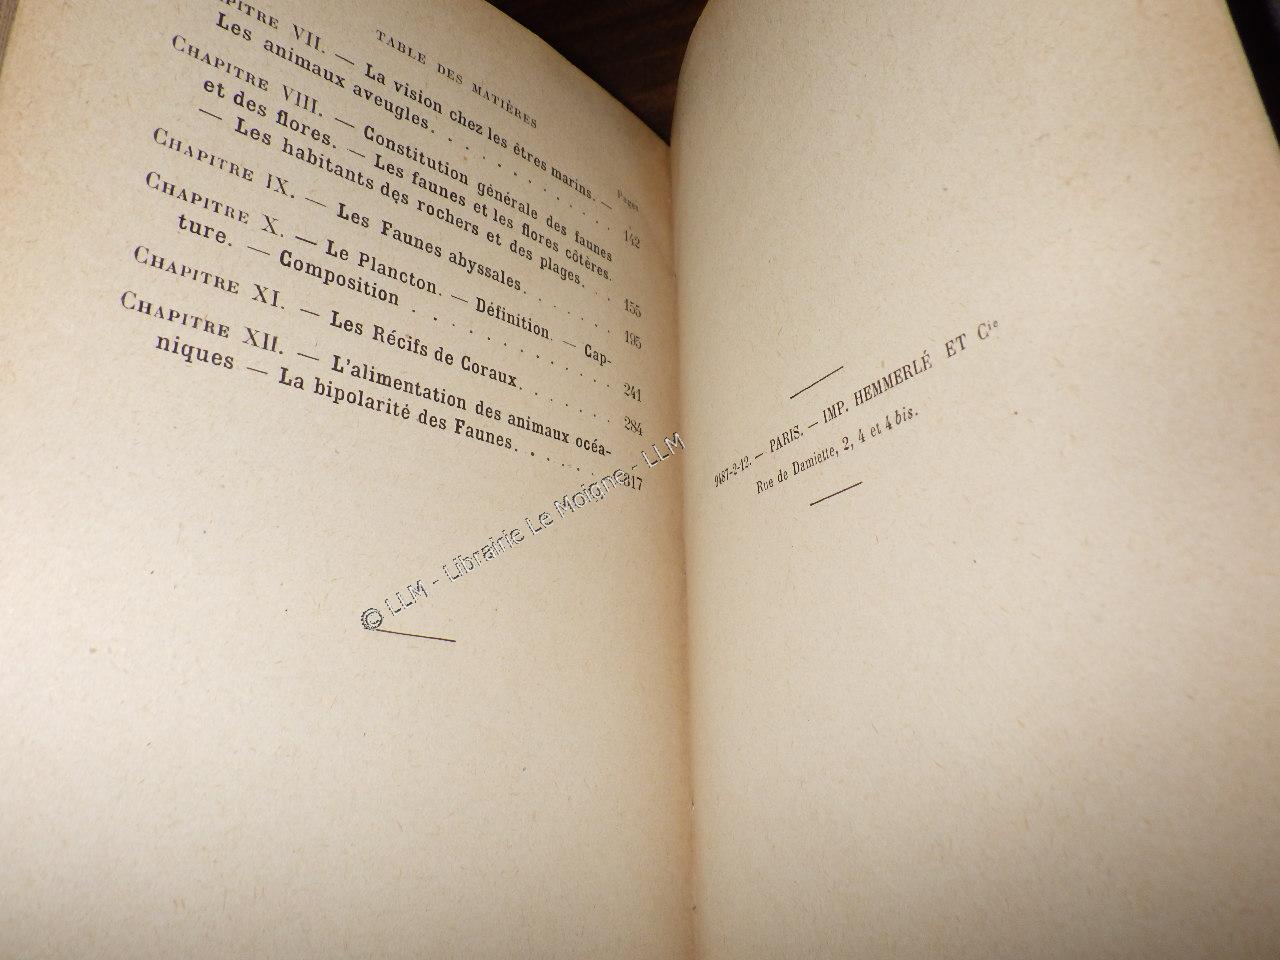 TABLE DES MATIÈRES
Pages
PITRE VII. — La vision chez les êtres marins. —
Les animaux aveugles. . . . . . . . . . . 142
CHAPITRE VIII. — Constitution générale des faunes
et des flores. — Les faunes et les flores côtères.
— Les habitants des rochers et des plages. . . . 155
CHAPITRE IX. — Les Faunes abyssales. . . . . . . 195
CHAPITRE X. — Le Plancton. — Définition. — Cap-
ture. — Composition . . . . . . . . . . . 241
CHAPITRE XI. — Les Récifs de Coraux. . . . . . . 284
CHAPITRE XII. — L'alimentation des animaux océa-
niques — La bipolarité des Faunes. . . . . . . 317
© LLM - Librairie Le Moigne - LLM
9487-2-12. — PARIS. — IMP. HEMMERLÉ ET Cie
Rue de Damiette, 2, 4 et 4 bis.